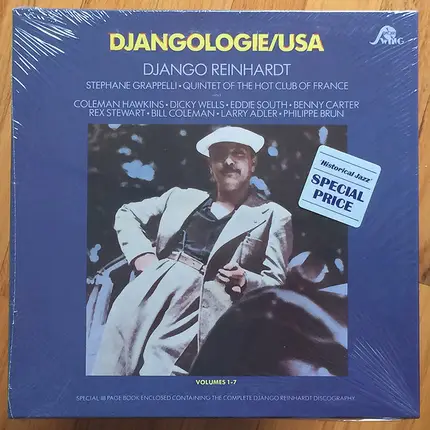 DJANGOLOGIE/USA
SWING
DJANGO REINHARDT
STEPHANE GRAPPELLI • QUINTET OF THE HOT CLUB OF FRANCE
COLEMAN HAWKINS • DICKY WELLS • EDDIE SOUTH • BENNY CARTER
REX STEWART • BILL COLEMAN • LARRY ADLER • PHILIPPE BRUN
'Historical Jazz'
SPECIAL
PRICE
VOLUMES 1-7
SPECIAL 18 PAGE BOOK ENCLOSED CONTAINING THE COMPLETE DJANGO REINHARDT DISCOGRAPHY